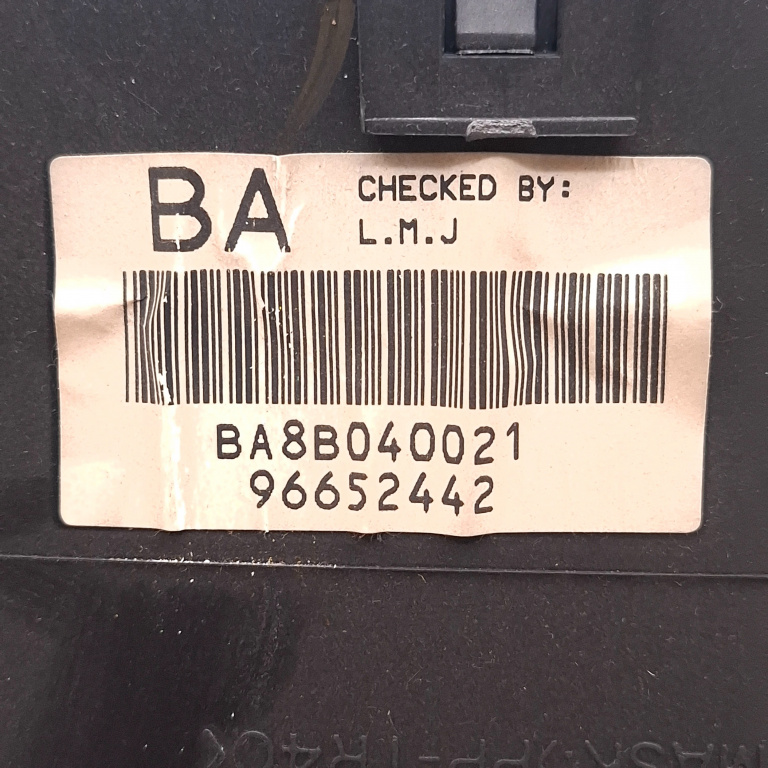 BA
CHECKED BY:
L.M.J
BA8B040021
96652442